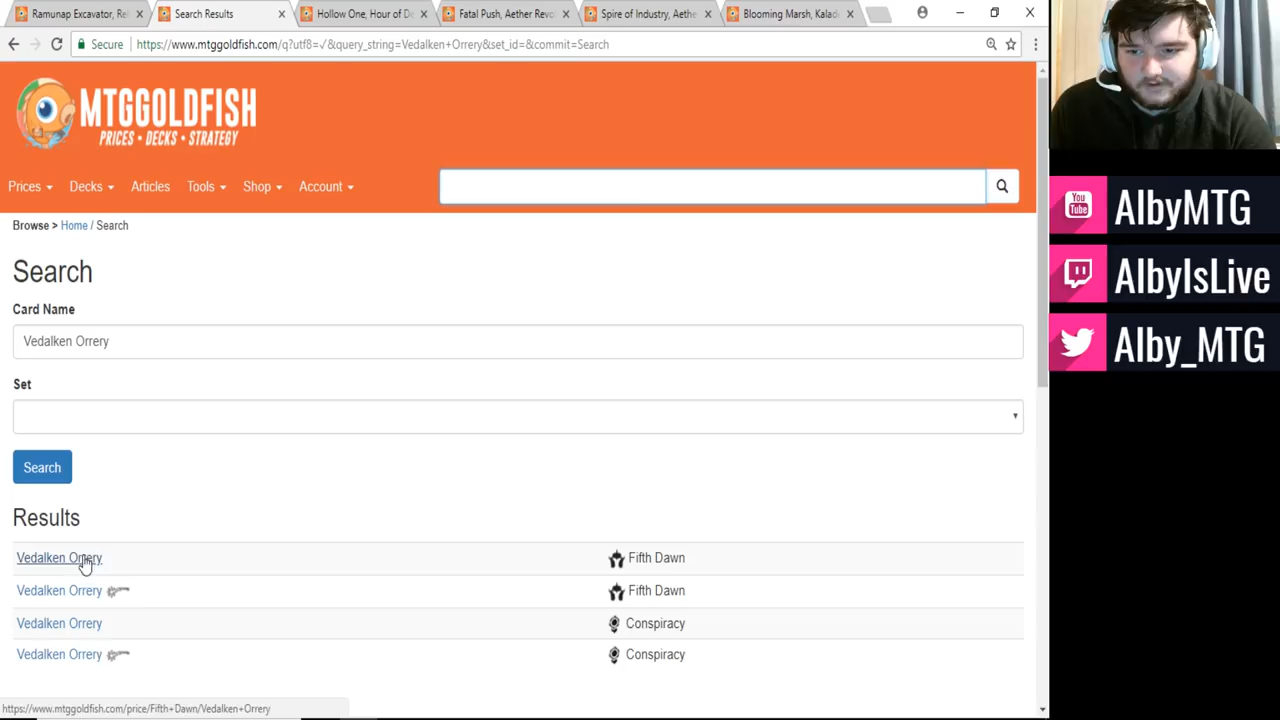 Ramunap Excavator, Rel
Search Results
Hollow One, Hour of De
Fatal Push, Aether Revo
Spire of Industry, Aethe
Blooming Marsh, Kalade
Secure
https://www.mtggoldfish.com/q?utf8=✓&query_string=Vedalken+Orrery&set_id=&commit=Search
MTGGOLDFISH
PRICES • DECKS • STRATEGY
Prices
Decks
Articles
Tools
Shop
Account
Browse > Home / Search
Search
Card Name
Vedalken Orrery
Set
Search
Results
Vedalken Orrery Fifth Dawn
Vedalken Orrery Fifth Dawn
Vedalken Orrery Conspiracy
Vedalken Orrery Conspiracy
https://www.mtggoldfish.com/price/Fifth+Dawn/Vedalken+Orrery
You Tube
AlbyMTG
AlbyIsLive
Alby_MTG